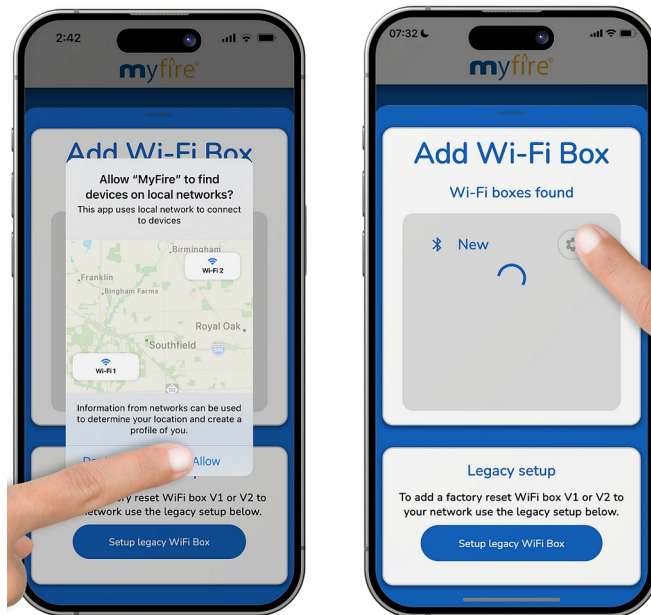 2:42
myfire
Add Wi-Fi Box
Allow “MyFire” to find
devices on local networks?
This app uses local network to connect
to devices
Birmingham
Wi-Fi 2
Franklin
Bingham Farms
Royal Oak
Southfield
Wi-Fi 1
Information from networks can be used
to determine your location and create a
profile of you.
Allow
reset WiFi box V1 or V2 to
network use the legacy setup below.
Setup legacy WiFi Box
07:32
myfire
Add Wi-Fi Box
Wi-Fi boxes found
New
Legacy setup
To add a factory reset WiFi box V1 or V2 to
your network use the legacy setup below.
Setup legacy WiFi Box